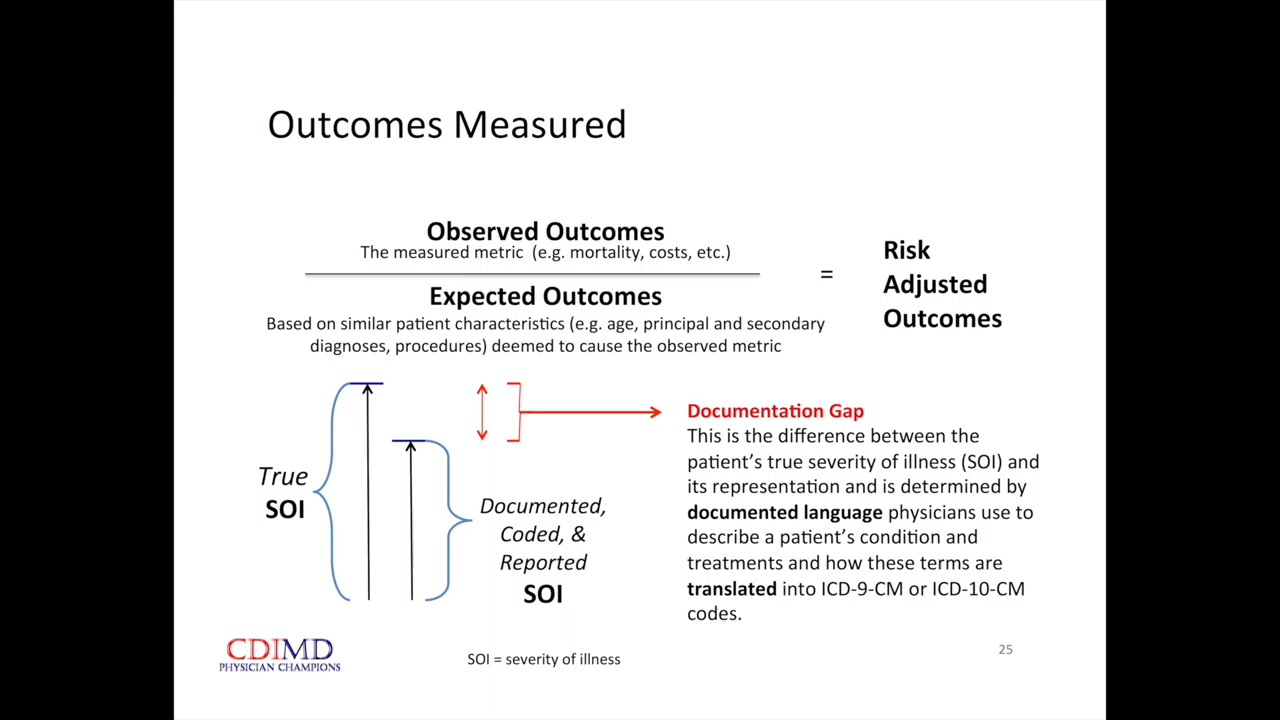 Outcomes Measured
Observed Outcomes
The measured metric (e.g. mortality, costs, etc.)
Expected Outcomes
Based on similar patient characteristics (e.g. age, principal and secondary
diagnoses, procedures) deemed to cause the observed metric
=
Risk
Adjusted
Outcomes
True
SOI
Documented,
Coded, &
Reported
SOI
Documentation Gap
This is the difference between the
patient’s true severity of illness (SOI) and
its representation and is determined by
documented language physicians use to
describe a patient’s condition and
treatments and how these terms are
translated into ICD-9-CM or ICD-10-CM
codes.
CDIMD
PHYSICIAN CHAMPIONS
SOI = severity of illness
25